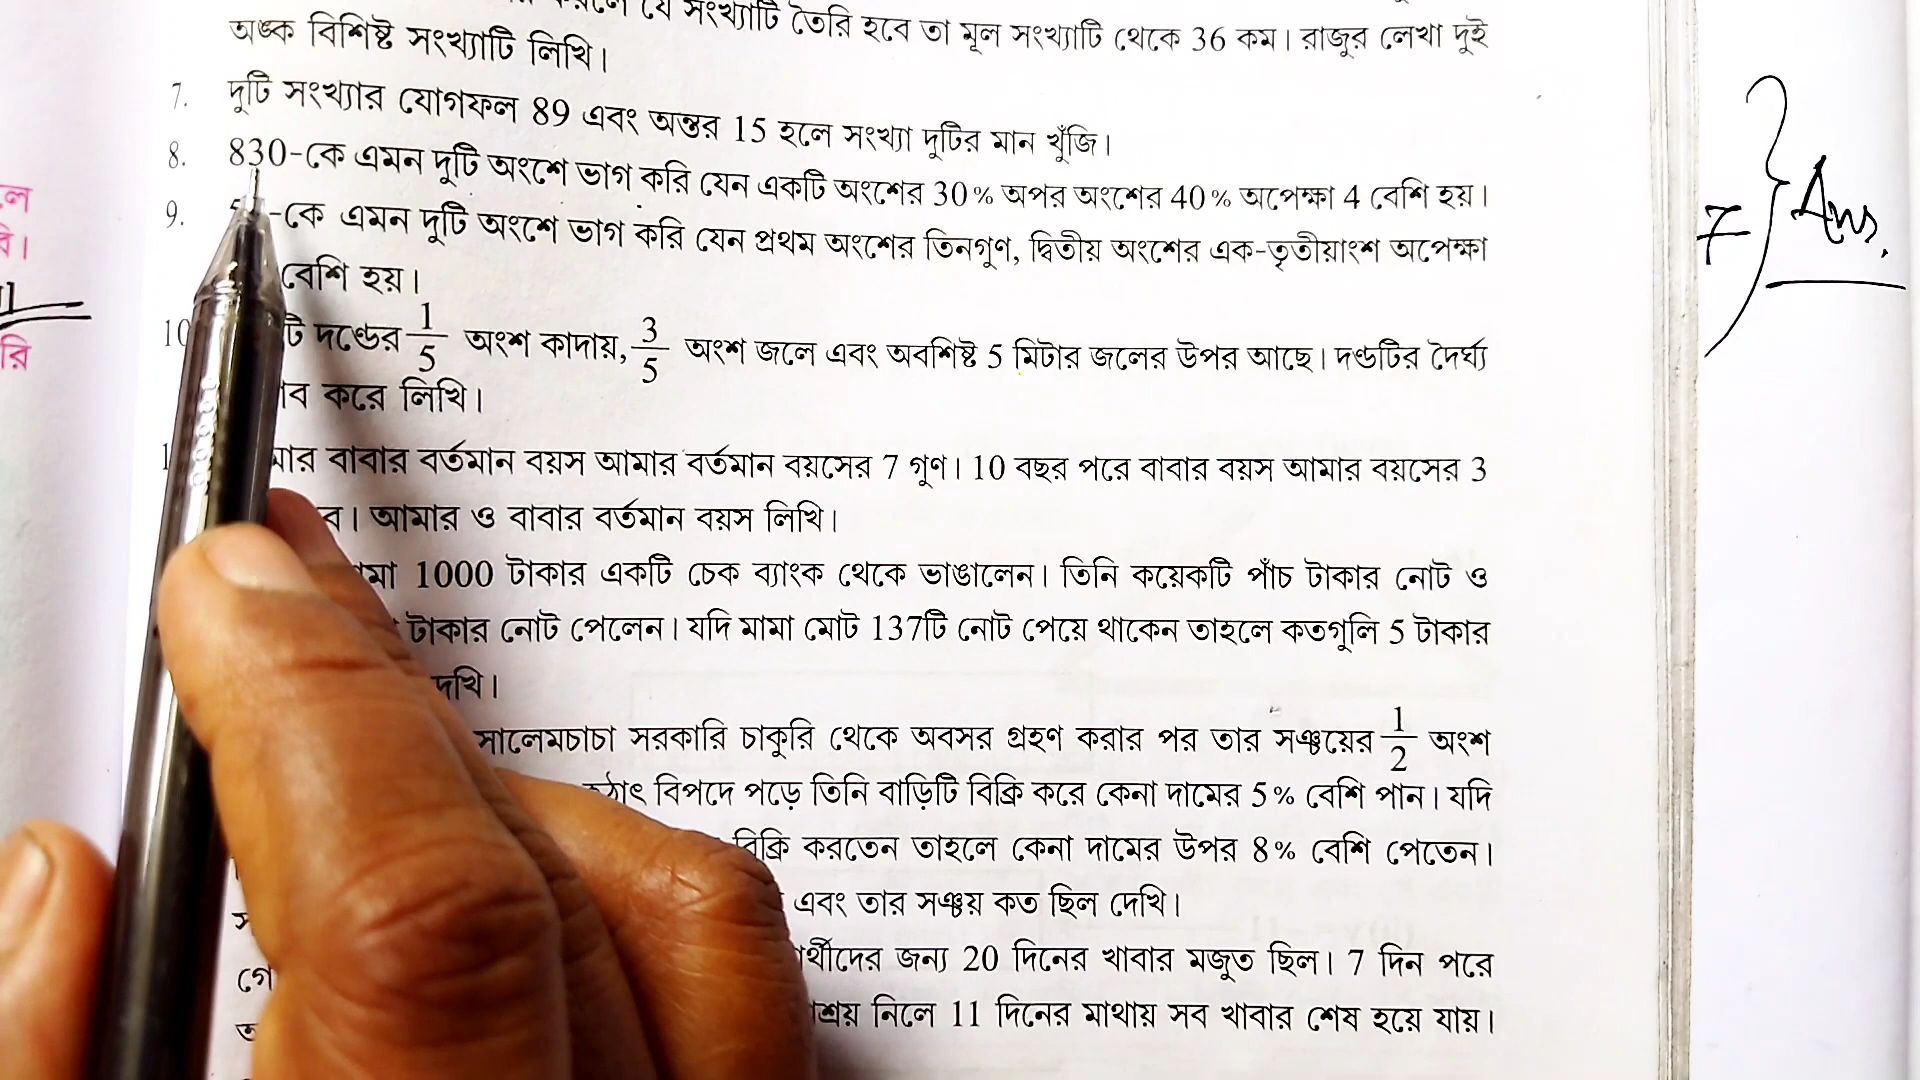 করলে যে সংখ্যাটি তৈরি হবে তা মূল সংখ্যাটি থেকে 36 কম। রাজুর লেখা দুই
অঙ্ক বিশিষ্ট সংখ্যাটি লিখি।
7. দুটি সংখ্যার যোগফল 89 এবং অন্তর 15 হলে সংখ্যা দুটির মান খুঁজি।
8. 830-কে এমন দুটি অংশে ভাগ করি যেন একটি অংশের 30% অপর অংশের 40% অপেক্ষা 4 বেশি হয়।
9. -কে এমন দুটি অংশে ভাগ করি যেন প্রথম অংশের তিনগুণ, দ্বিতীয় অংশের এক-তৃতীয়াংশ অপেক্ষা
বেশি হয়।
10 টি দণ্ডের 1/5 অংশ কাদায়, 3/5 অংশ জলে এবং অবশিষ্ট 5 মিটার জলের উপর আছে। দণ্ডটির দৈর্ঘ্য
করে লিখি।
বাবার বর্তমান বয়স আমার বর্তমান বয়সের 7 গুণ। 10 বছর পরে বাবার বয়স আমার বয়সের 3
আমার ও বাবার বর্তমান বয়স লিখি।
1000 টাকার একটি চেক ব্যাংক থেকে ভাঙালেন। তিনি কয়েকটি পাঁচ টাকার নোট ও
টাকার নোট পেলেন। যদি মামা মোট 137টি নোট পেয়ে থাকেন তাহলে কতগুলি 5 টাকার
দেখি।
সালেমচাচা সরকারি চাকুরি থেকে অবসর গ্রহণ করার পর তার সঞ্চয়ের 1/2 অংশ
বিপদে পড়ে তিনি বাড়িটি বিক্রি করে কেনা দামের 5% বেশি পান। যদি
বিক্রি করতেন তাহলে কেনা দামের উপর 8% বেশি পেতেন।
এবং তার সঞ্চয় কত ছিল দেখি।
র্থীদের জন্য 20 দিনের খাবার মজুত ছিল। 7 দিন পরে
শ্রয় নিলে 11 দিনের মাথায় সব খাবার শেষ হয়ে যায়।
রি
7 } Ans.